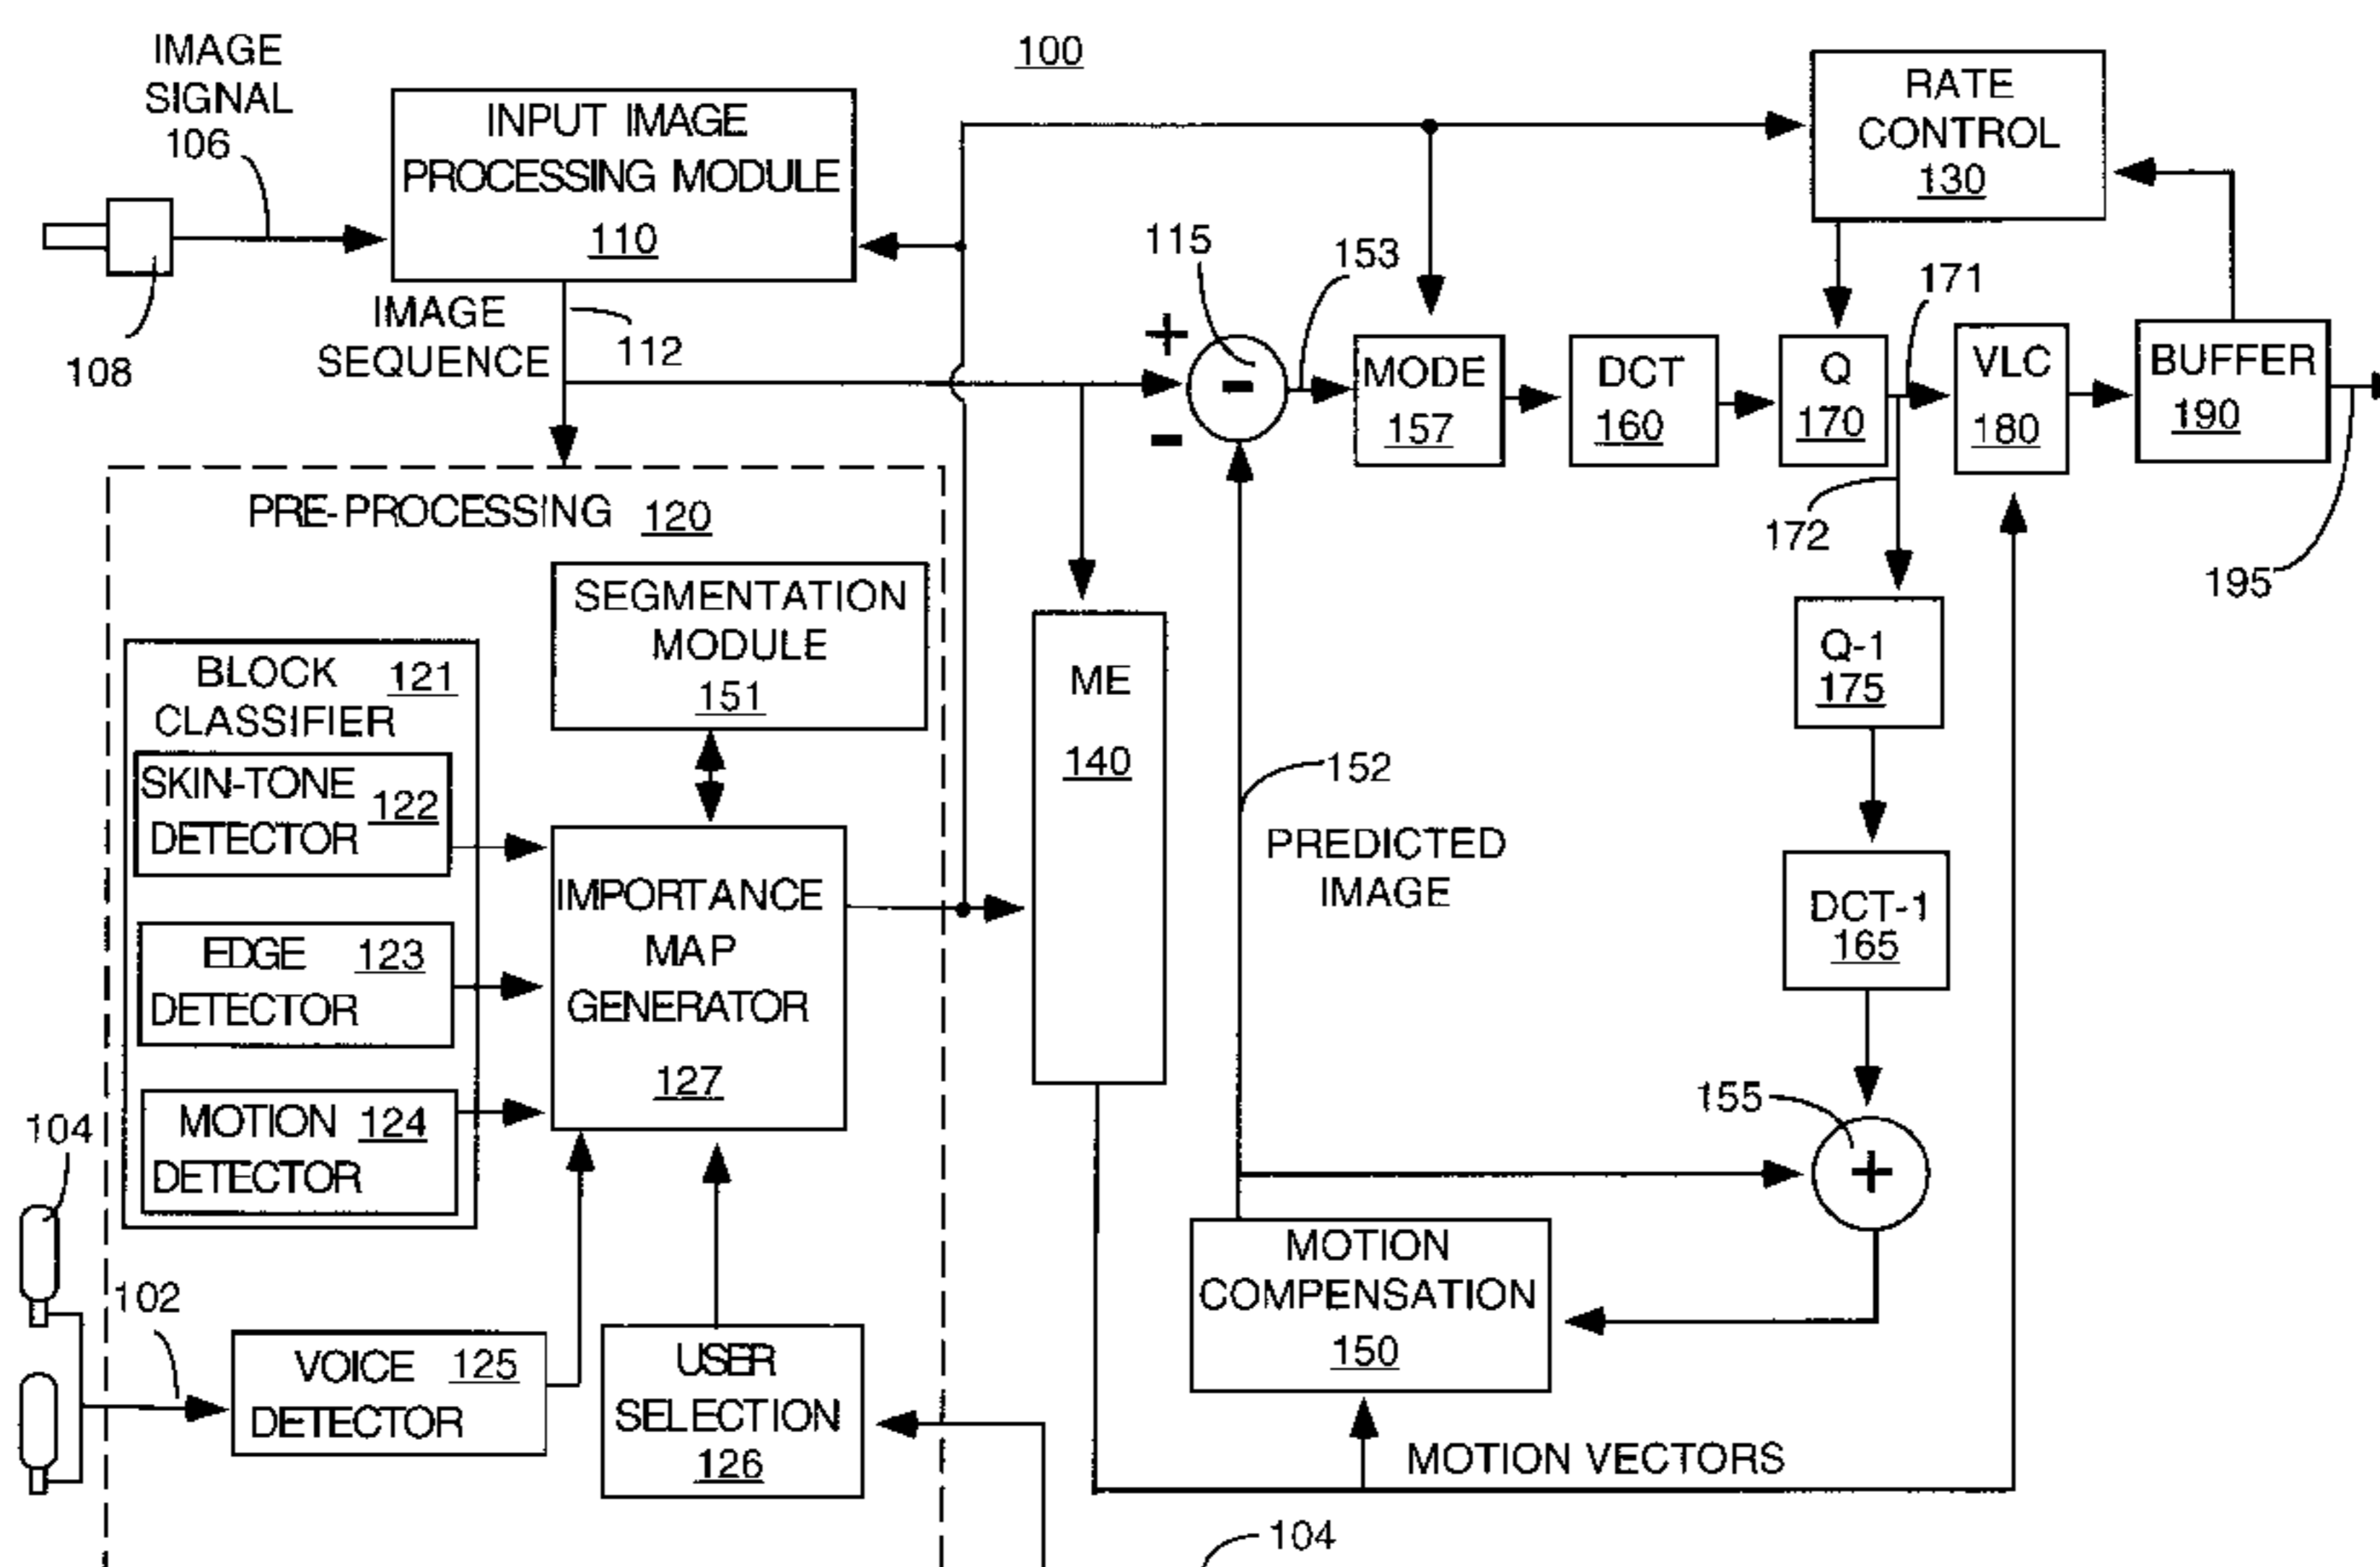 100
IMAGE
SIGNAL
106
108
INPUT IMAGE
PROCESSING MODULE
110
IMAGE
SEQUENCE
112
RATE
CONTROL
130
115
153
+
-
-
MODE
157
DCT
160
Q
170
171
172
VLC
180
BUFFER
190
195
PRE-PROCESSING 120
SEGMENTATION
MODULE
151
BLOCK 121
CLASSIFIER
SKIN-TONE
DETECTOR 122
EDGE 123
DETECTOR
MOTION 124
DETECTOR
IMPORTANCE
MAP
GENERATOR
127
104
102
VOICE 125
DETECTOR
USER
SELECTION
126
ME
140
152
PREDICTED
IMAGE
Q-1
175
DCT-1
165
155
+
MOTION
COMPENSATION
150
MOTION VECTORS
104